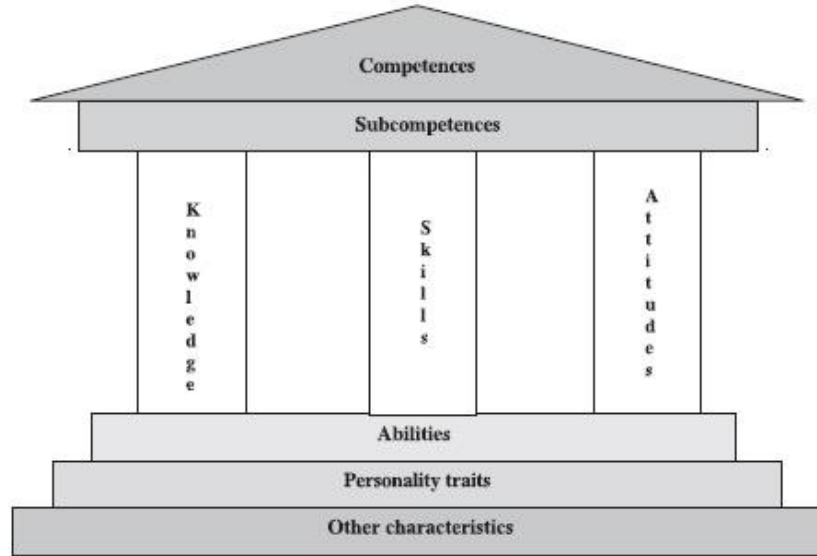 Competences
Subcompetences
Knowledge
Skills
Attitudes
Abilities
Personality traits
Other characteristics